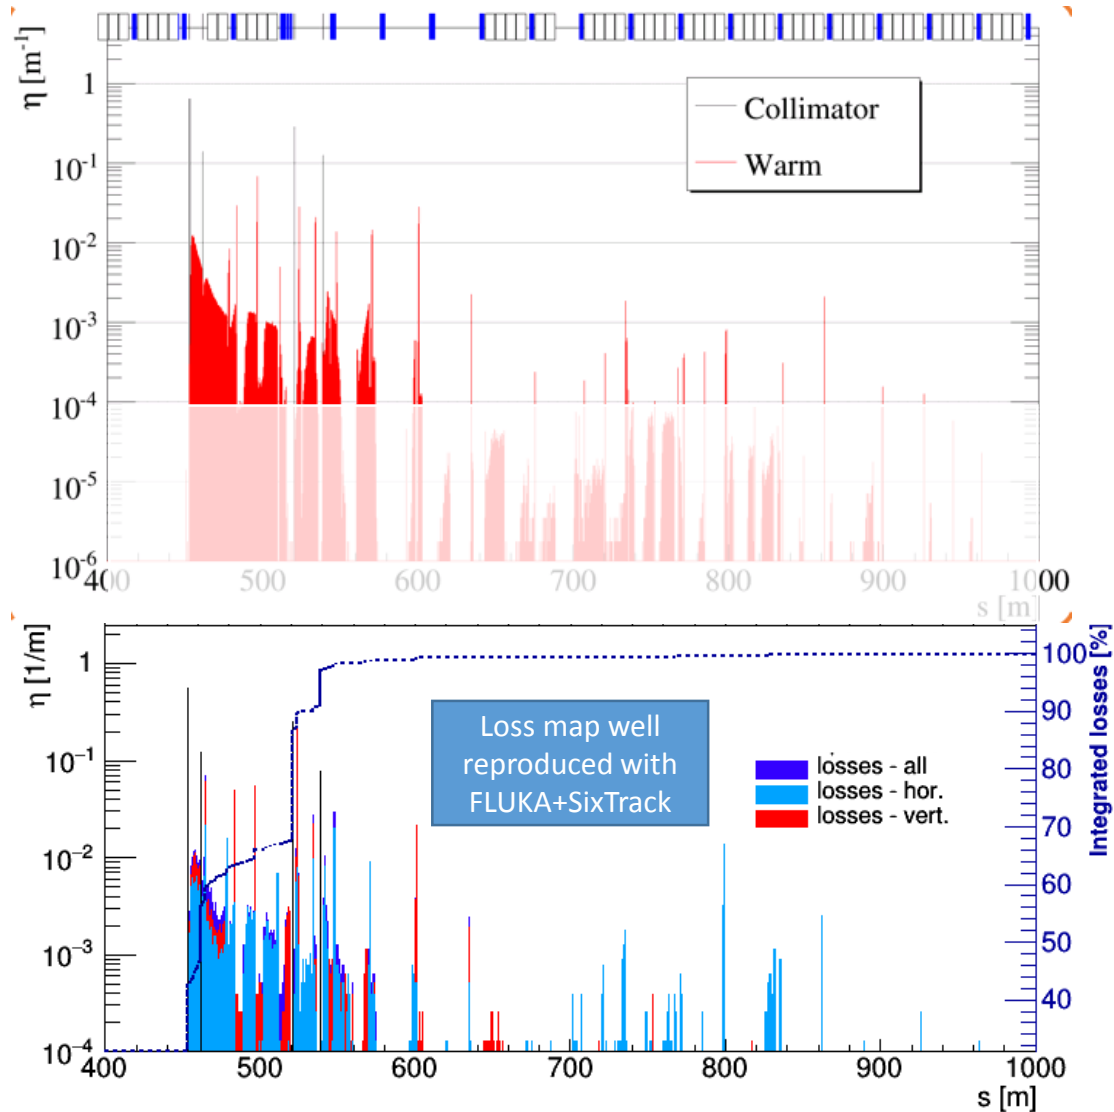 η [m⁻¹]
1
10⁻¹
10⁻²
10⁻³
10⁻⁴
10⁻⁵
10⁻⁶
Collimator
Warm
400 500 600 700 800 900 1000
s [m]
η [1/m]
1
10⁻¹
10⁻²
10⁻³
10⁻⁴
Loss map well
reproduced with
FLUKA+SixTrack
losses - all
losses - hor.
losses - vert.
100
90
80
70
60
50
40
Integrated losses [%]
400 500 600 700 800 900 1000
s [m]